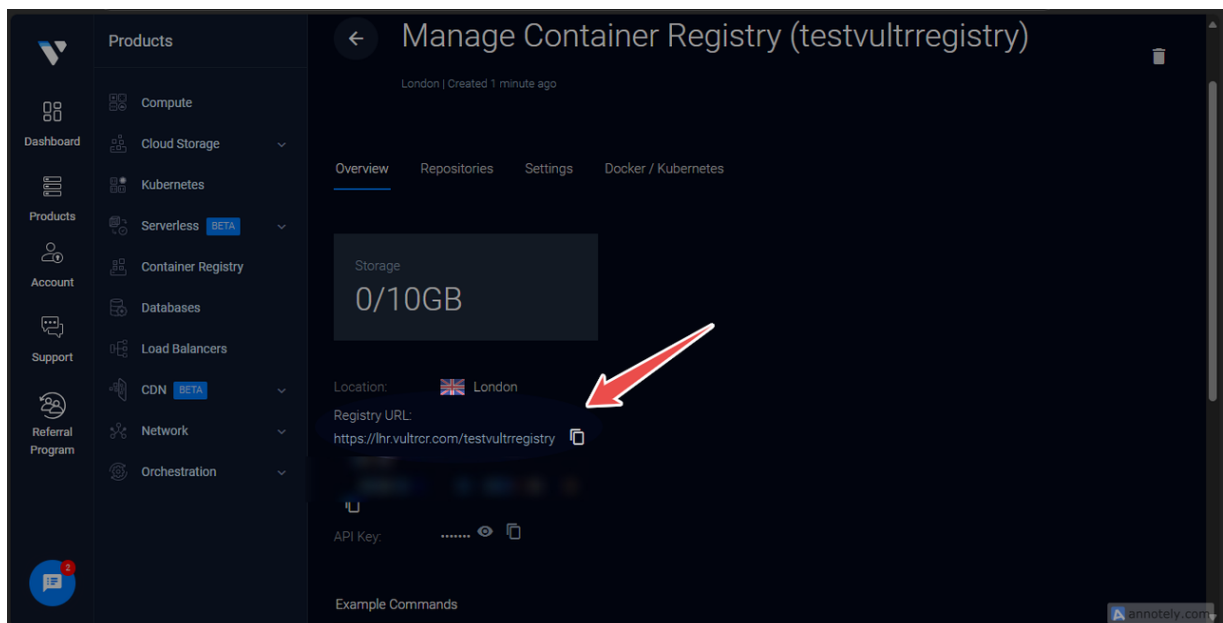 Manage Container Registry (testvultrregistry)
London | Created 1 minute ago
Products
Dashboard
Products
Account
Support
Referral
Program
2
Compute
Cloud Storage
Kubernetes
Serverless BETA
Container Registry
Databases
Load Balancers
CDN BETA
Network
Orchestration
Overview Repositories Settings Docker / Kubernetes
Storage
0/10GB
Location: London
Registry URL:
https://lhr.vultrcr.com/testvultrregistry
API Key: .......
Example Commands
annotely.com